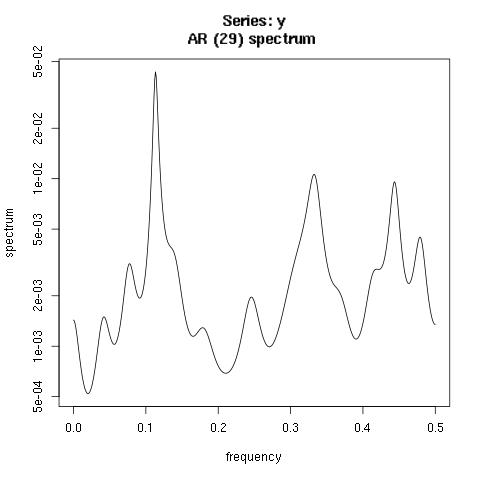 Series: y
AR (29) spectrum
5e-02
2e-02
1e-02
5e-03
2e-03
1e-03
5e-04
spectrum
0.0 0.1 0.2 0.3 0.4 0.5
frequency